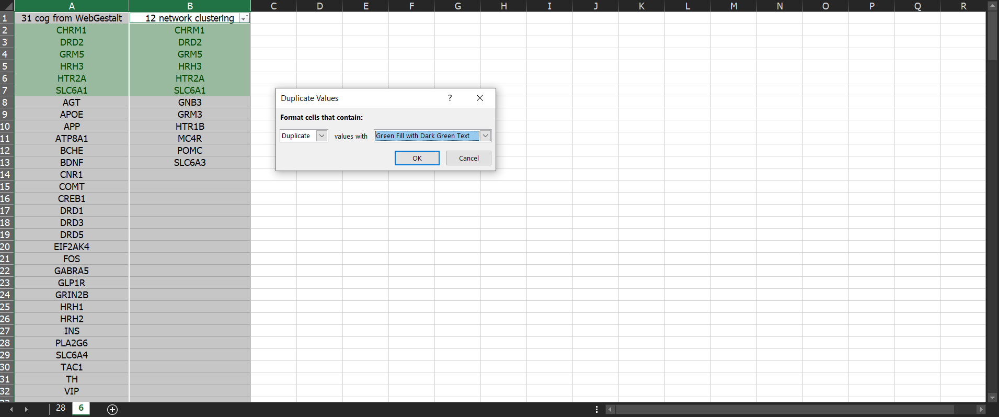 A B C D E F G H I J K L M N O P Q R
1 31 cog from WebGestalt 12 network clustering
2 CHRM1 CHRM1
3 DRD2 DRD2
4 GRM5 GRM5
5 HRH3 HRH3
6 HTR2A HTR2A
7 SLC6A1 SLC6A1
8 AGT GNB3
9 APOE GRM3
10 APP HTR1B
11 ATP8A1 MC4R
12 BCHE POMC
13 BDNF SLC6A3
14 CNR1
15 COMT
16 CREB1
17 DRD1
18 DRD3
19 DRD5
20 EIF2AK4
21 FOS
22 GABRA5
23 GLP1R
24 GRIN2B
25 HRH1
26 HRH2
27 INS
28 PLA2G6
29 SLC6A4
30 TAC1
31 TH
32 VIP
Duplicate Values ?
Format cells that contain:
Duplicate values with Green Fill with Dark Green Text
OK Cancel
28 6